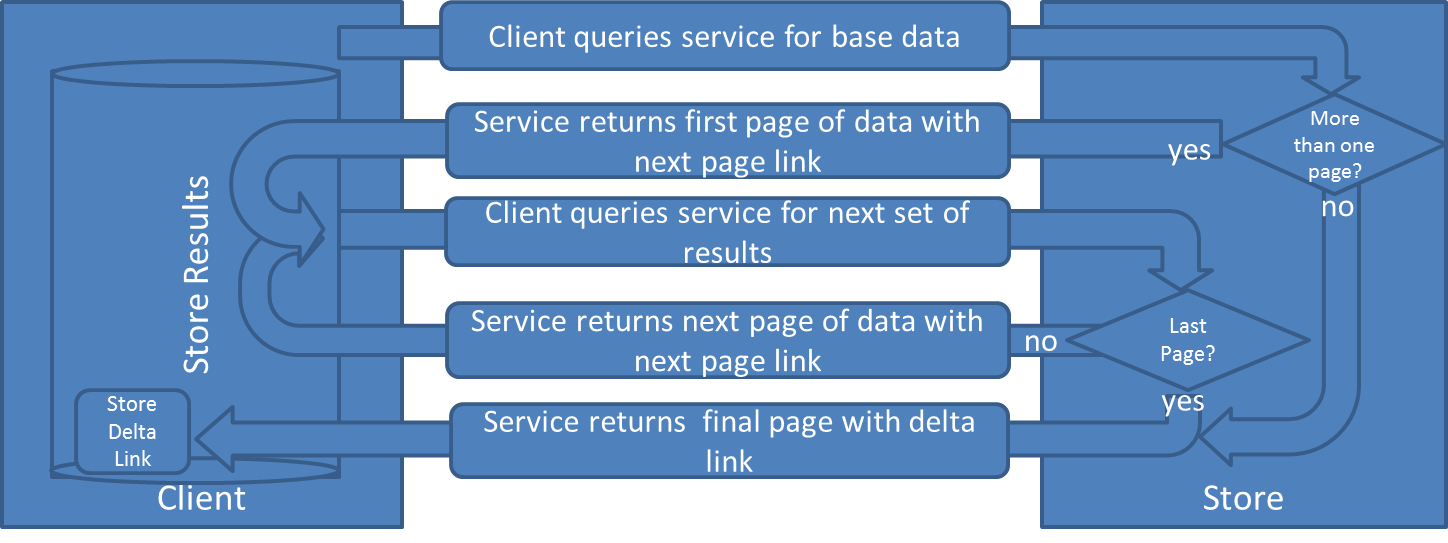 Client queries service for base data
Service returns first page of data with
next page link
yes
More
than one
page?
no
Client queries service for next set of
results
Store Results
Service returns next page of data with
next page link
no
Last
Page?
yes
Store
Delta
Link
Service returns  final page with delta
link
Client
Store